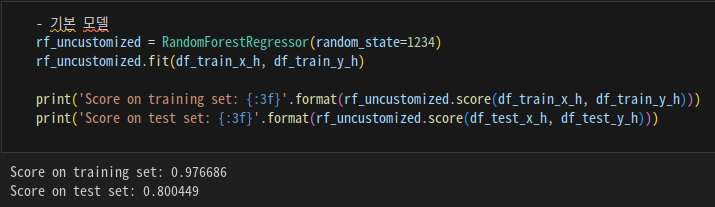 - 기본 모델
rf_uncustomized = RandomForestRegressor(random_state=1234)
rf_uncustomized.fit(df_train_x_h, df_train_y_h)
print('Score on training set: {:3f}'.format(rf_uncustomized.score(df_train_x_h, df_train_y_h)))
print('Score on test set: {:3f}'.format(rf_uncustomized.score(df_test_x_h, df_test_y_h)))
Score on training set: 0.976686
Score on test set: 0.800449